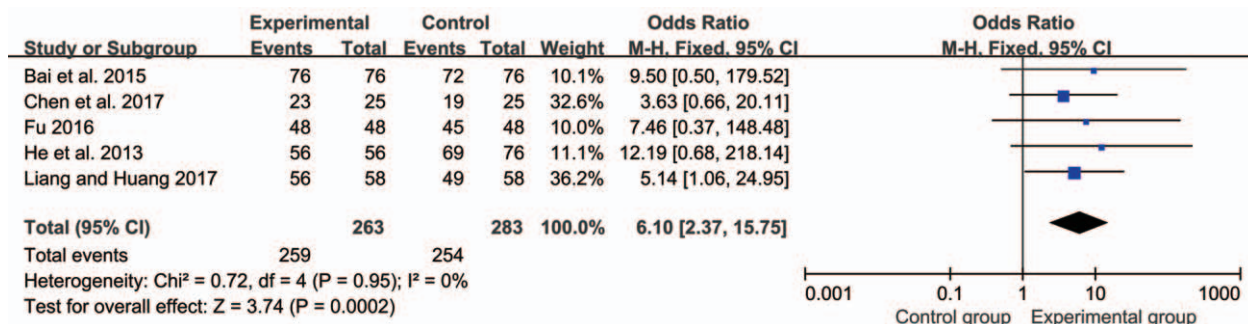 Experimental Control Odds Ratio Odds Ratio
Study or Subgroup Events Total Events Total Weight M-H. Fixed. 95% CI M-H. Fixed. 95% CI
Bai et al. 2015 76 76 72 76 10.1% 9.50 [0.50, 179.52]
Chen et al. 2017 23 25 19 25 32.6% 3.63 [0.66, 20.11]
Fu 2016 48 48 45 48 10.0% 7.46 [0.37, 148.48]
He et al. 2013 56 56 69 76 11.1% 12.19 [0.68, 218.14]
Liang and Huang 2017 56 58 49 58 36.2% 5.14 [1.06, 24.95]
Total (95% CI) 263 283 100.0% 6.10 [2.37, 15.75]
Total events 259 254
Heterogeneity: Chi² = 0.72, df = 4 (P = 0.95); I² = 0%
Test for overall effect: Z = 3.74 (P = 0.0002)
0.001 0.1 1 10 1000
Control group Experimental group